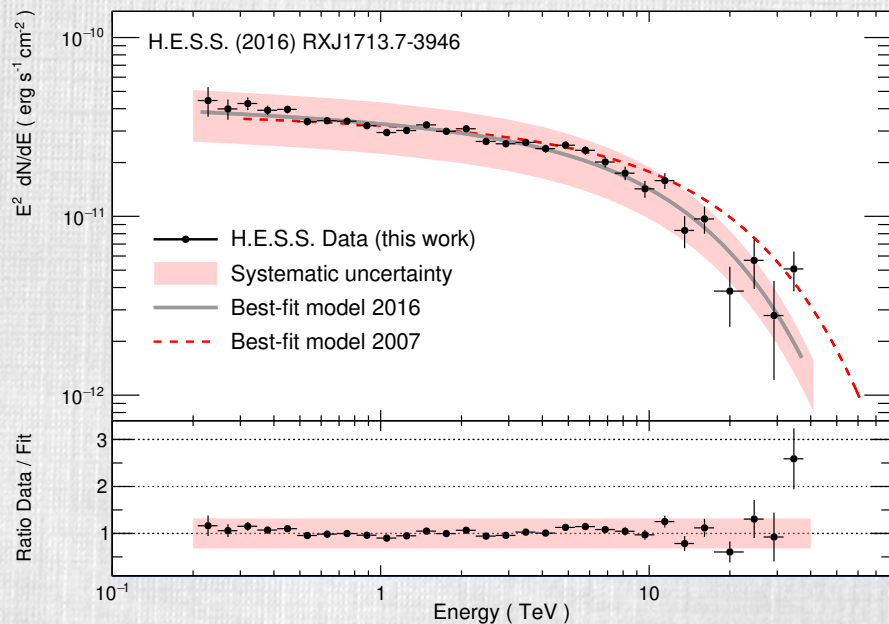 H.E.S.S. (2016) RXJ1713.7-3946
10⁻¹⁰
10⁻¹¹
10⁻¹²
E² dN/dE ( erg s⁻¹ cm⁻² )
H.E.S.S. Data (this work)
Systematic uncertainty
Best-fit model 2016
Best-fit model 2007
Ratio Data / Fit
3
2
1
10⁻¹
1
10
Energy ( TeV )